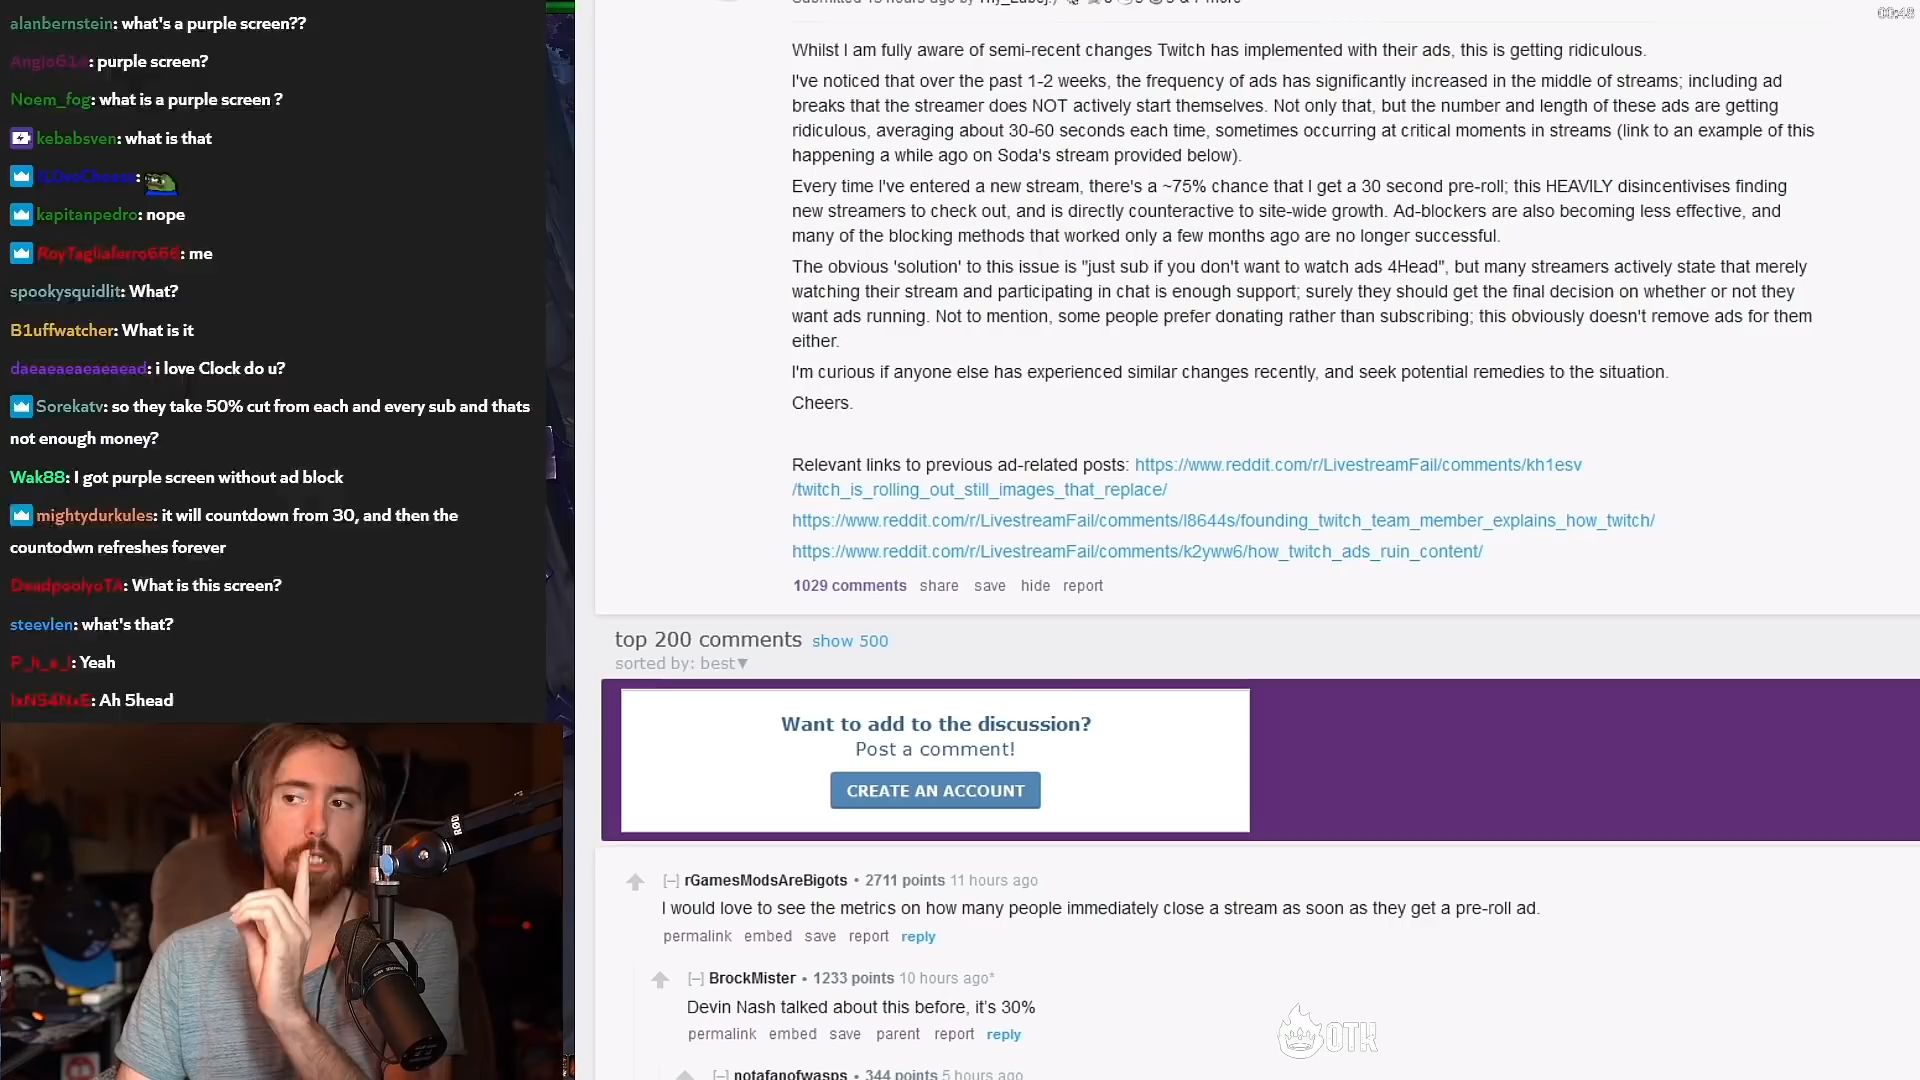 alanbernstein: what's a purple screen??
: purple screen?
Noem_fog: what is a purple screen ?
kebabsven: what is that
kapitanpedro: nope
RoyTagliaferro666: me
spookysquidlit: What?
B1uffwatcher: What is it
daeaeaeaeaeaead: i love Clock do u?
Sorekatv: so they take 50% cut from each and every sub and thats
not enough money?
Wak88: I got purple screen without ad block
mightydurkules: it will countdown from 30, and then the
countodwn refreshes forever
DeadpoolyoTA: What is this screen?
steevlen: what's that?
: Yeah
: Ah 5head
RØDE
Whilst I am fully aware of semi-recent changes Twitch has implemented with their ads, this is getting ridiculous.
I've noticed that over the past 1-2 weeks, the frequency of ads has significantly increased in the middle of streams; including ad
breaks that the streamer does NOT actively start themselves. Not only that, but the number and length of these ads are getting
ridiculous, averaging about 30-60 seconds each time, sometimes occurring at critical moments in streams (link to an example of this
happening a while ago on Soda's stream provided below).
Every time I've entered a new stream, there's a ~75% chance that I get a 30 second pre-roll; this HEAVILY disincentivises finding
new streamers to check out, and is directly counteractive to site-wide growth. Ad-blockers are also becoming less effective, and
many of the blocking methods that worked only a few months ago are no longer successful.
The obvious 'solution' to this issue is "just sub if you don't want to watch ads 4Head", but many streamers actively state that merely
watching their stream and participating in chat is enough support; surely they should get the final decision on whether or not they
want ads running. Not to mention, some people prefer donating rather than subscribing; this obviously doesn't remove ads for them
either.
I'm curious if anyone else has experienced similar changes recently, and seek potential remedies to the situation.
Cheers.
Relevant links to previous ad-related posts: https://www.reddit.com/r/LivestreamFail/comments/kh1esv
/twitch_is_rolling_out_still_images_that_replace/
https://www.reddit.com/r/LivestreamFail/comments/l8644s/founding_twitch_team_member_explains_how_twitch/
https://www.reddit.com/r/LivestreamFail/comments/k2yww6/how_twitch_ads_ruin_content/
1029 comments share save hide report
top 200 comments show 500
sorted by: best▼
Want to add to the discussion?
Post a comment!
CREATE AN ACCOUNT
[–] rGamesModsAreBigots • 2711 points 11 hours ago
I would love to see the metrics on how many people immediately close a stream as soon as they get a pre-roll ad.
permalink embed save report reply
[–] BrockMister • 1233 points 10 hours ago*
Devin Nash talked about this before, it's 30%
permalink embed save parent report reply
[–] notafanofwasps • 344 points 5 hours ago
OTK